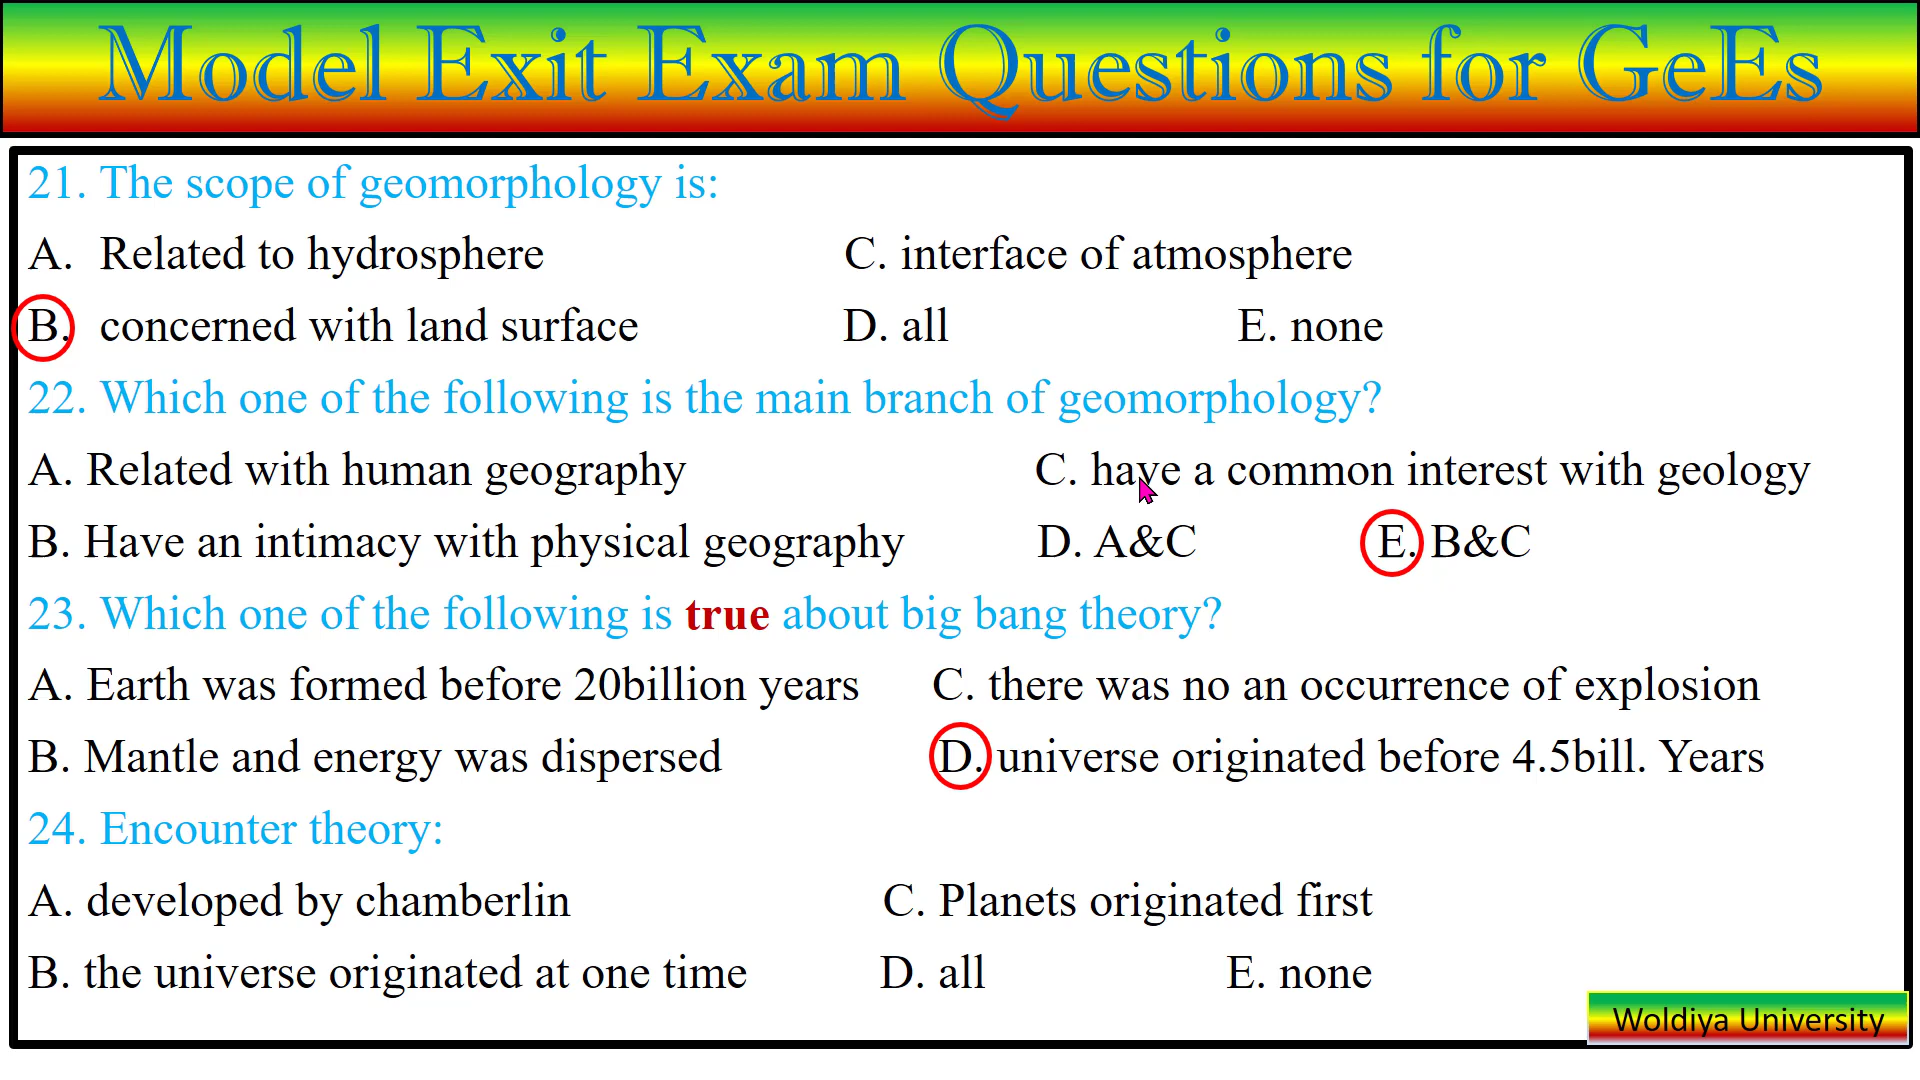 Model Exit Exam Questions for GeEs
21. The scope of geomorphology is:
A. Related to hydrosphere C. interface of atmosphere
B. concerned with land surface D. all E. none
22. Which one of the following is the main branch of geomorphology?
A. Related with human geography C. have a common interest with geology
B. Have an intimacy with physical geography D. A&C E. B&C
23. Which one of the following is true about big bang theory?
A. Earth was formed before 20billion years C. there was no an occurrence of explosion
B. Mantle and energy was dispersed D. universe originated before 4.5bill. Years
24. Encounter theory:
A. developed by chamberlin C. Planets originated first
B. the universe originated at one time D. all E. none
Woldiya University